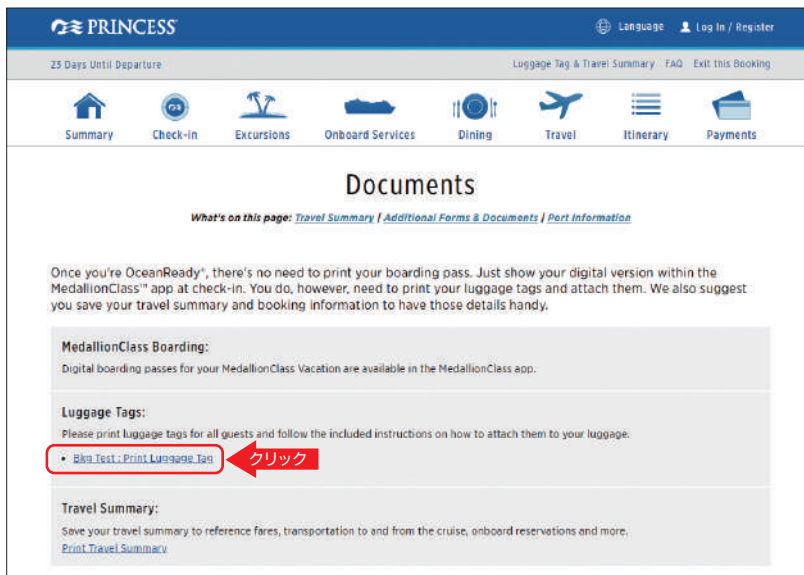 PRINCESS
Language Log In / Register
23 Days Until Departure
Luggage Tag & Travel Summary FAQ Exit this Booking
Summary Check-in Excursions Onboard Services Dining Travel Itinerary Payments
Documents
What's on this page: Travel Summary / Additional Forms & Documents / Port Information
Once you're OceanReady®, there's no need to print your boarding pass. Just show your digital version within the
MedallionClass™ app at check-in. You do, however, need to print your luggage tags and attach them. We also suggest
you save your travel summary and booking information to have those details handy.
MedallionClass Boarding:
Digital boarding passes for your MedallionClass Vacation are available in the MedallionClass app.
Luggage Tags:
Please print luggage tags for all guests and follow the included instructions on how to attach them to your luggage.
• Bkg Test : Print Luggage Tag クリック
Travel Summary:
Save your travel summary to reference fares, transportation to and from the cruise, onboard reservations and more.
Print Travel Summary